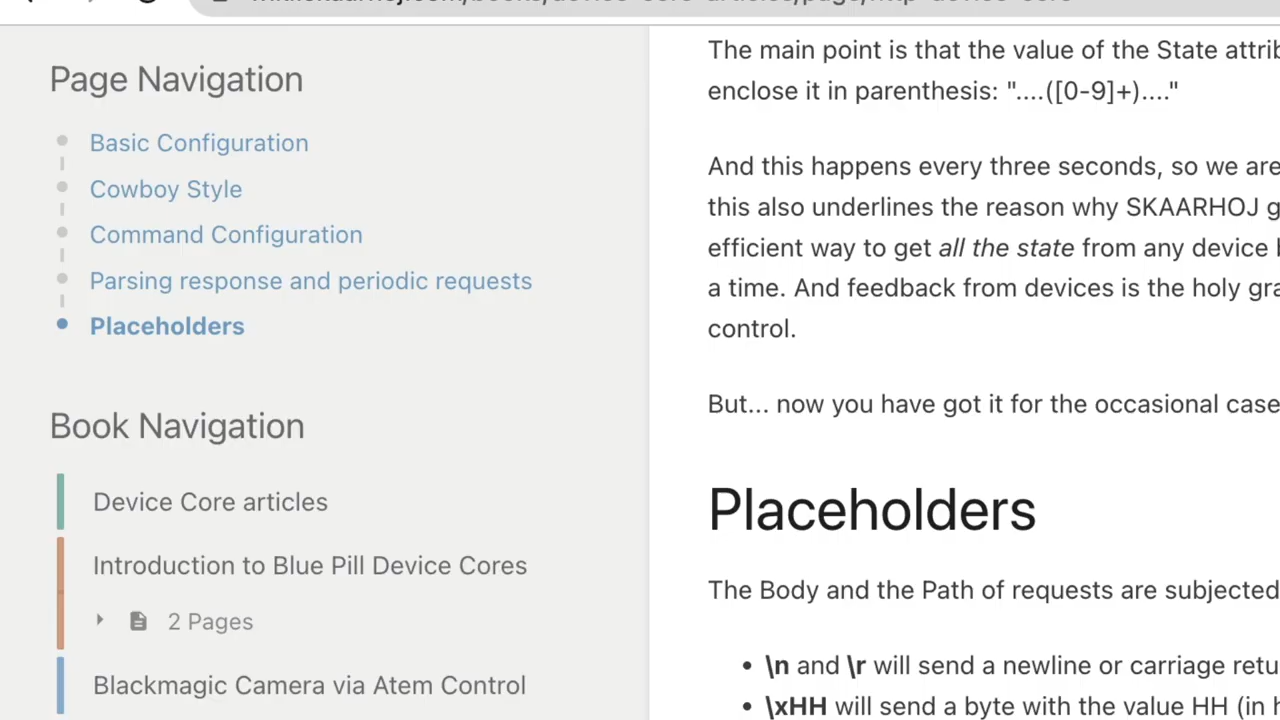 Page Navigation
Basic Configuration
Cowboy Style
Command Configuration
Parsing response and periodic requests
Placeholders
Book Navigation
Device Core articles
Introduction to Blue Pill Device Cores
2 Pages
Blackmagic Camera via Atem Control
The main point is that the value of the State
enclose it in parenthesis: "....([0-9]+)...."
And this happens every three seconds, so we are
this also underlines the reason why SKAARHOJ
efficient way to get all the state from any device
a time. And feedback from devices is the holy
control.
But... now you have got it for the occasional case
Placeholders
The Body and the Path of requests are subjected
• \n and \r will send a newline or carriage
• \xHH will send a byte with the value HH (in